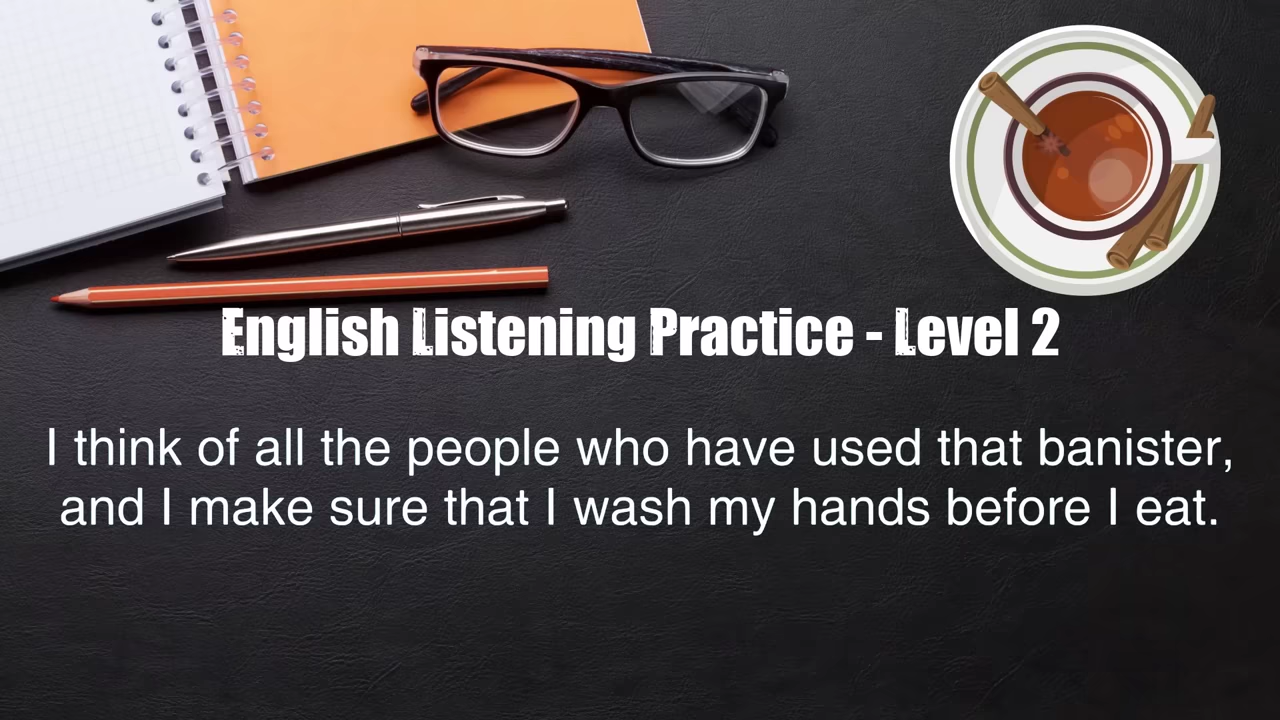 English Listening Practice - Level 2
I think of all the people who have used that banister,
and I make sure that I wash my hands before I eat.